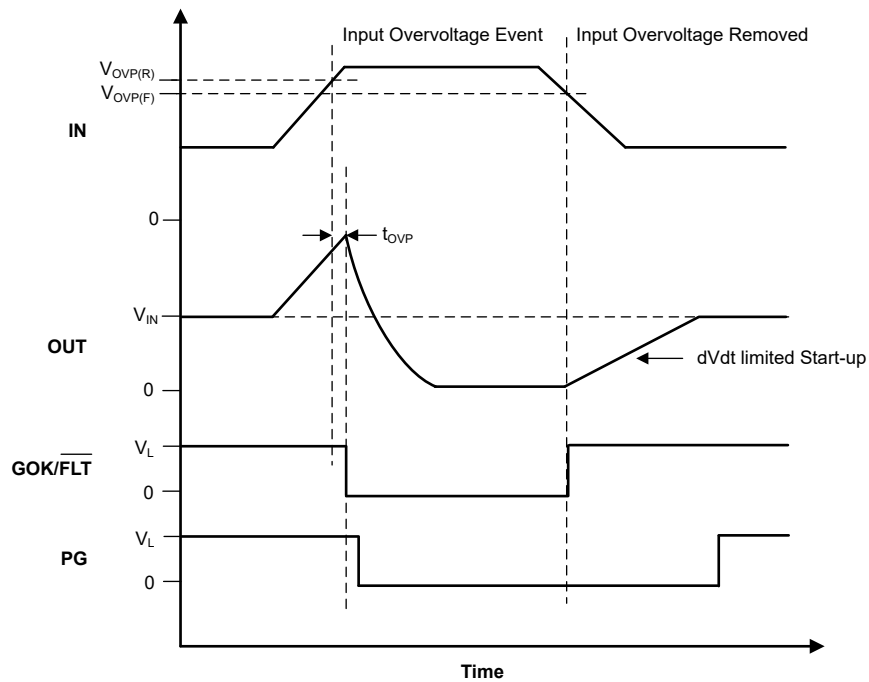 Input Overvoltage Event
Input Overvoltage Removed
VOVP(R)
VOVP(F)
IN
0
tOVP
VIN
OUT
dVdt limited Start-up
0
VL
GOK/F̅L̅T̅
0
VL
PG
0
Time